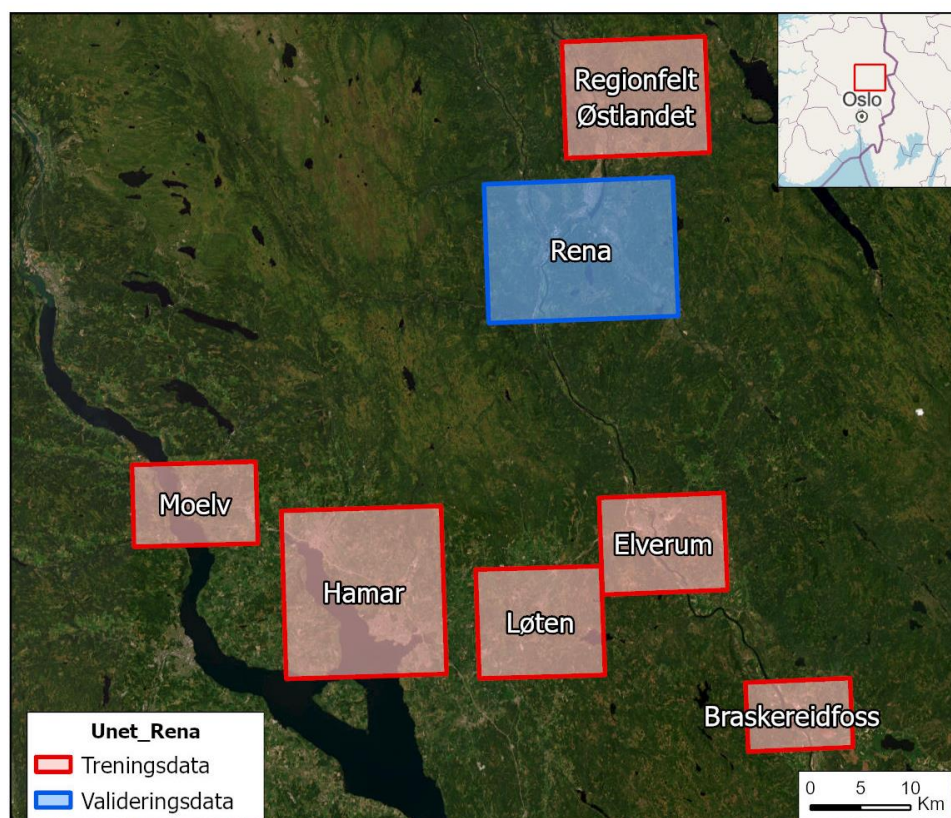 Regionfelt
Østlandet
Oslo
Rena
Moelv
Hamar
Elverum
Løten
Braskereidfoss
Unet_Rena
Treningsdata
Valideringsdata
0 5 10
Km